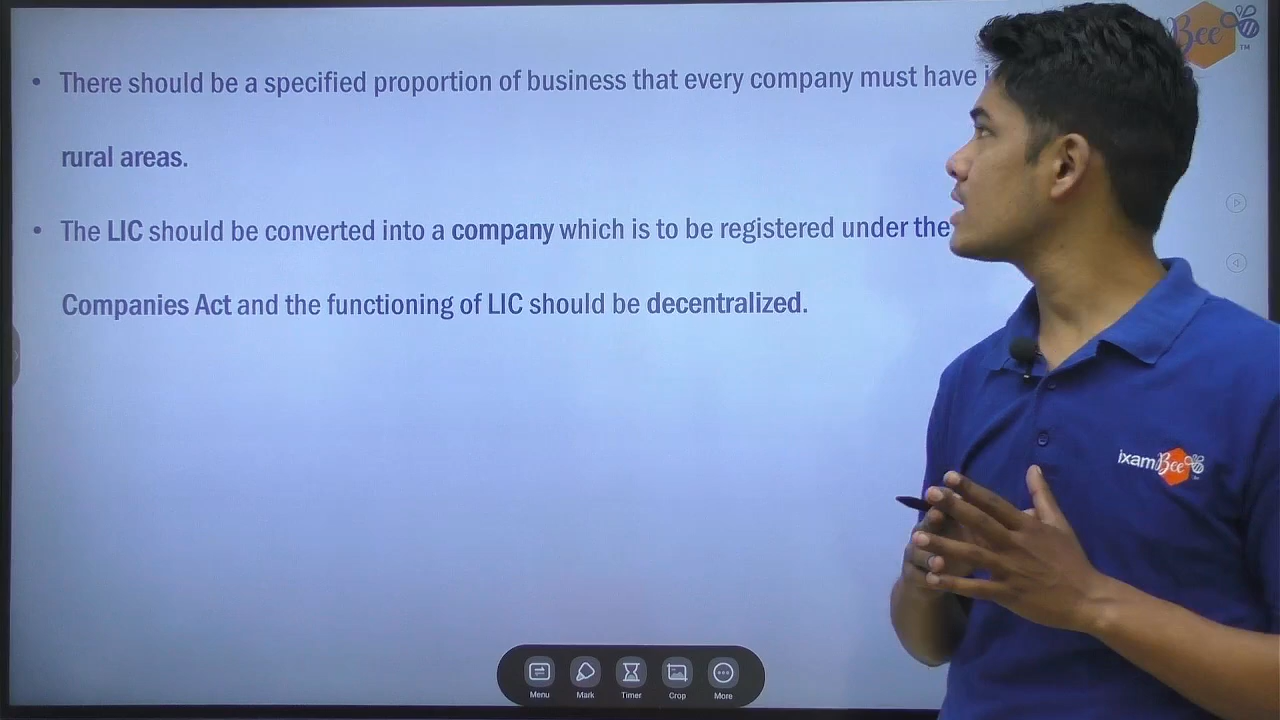 Bee
TM
• There should be a specified proportion of business that every company must have
rural areas.
• The LIC should be converted into a company which is to be registered under the
Companies Act and the functioning of LIC should be decentralized.
ixamBee
Menu Mark Timer Crop More